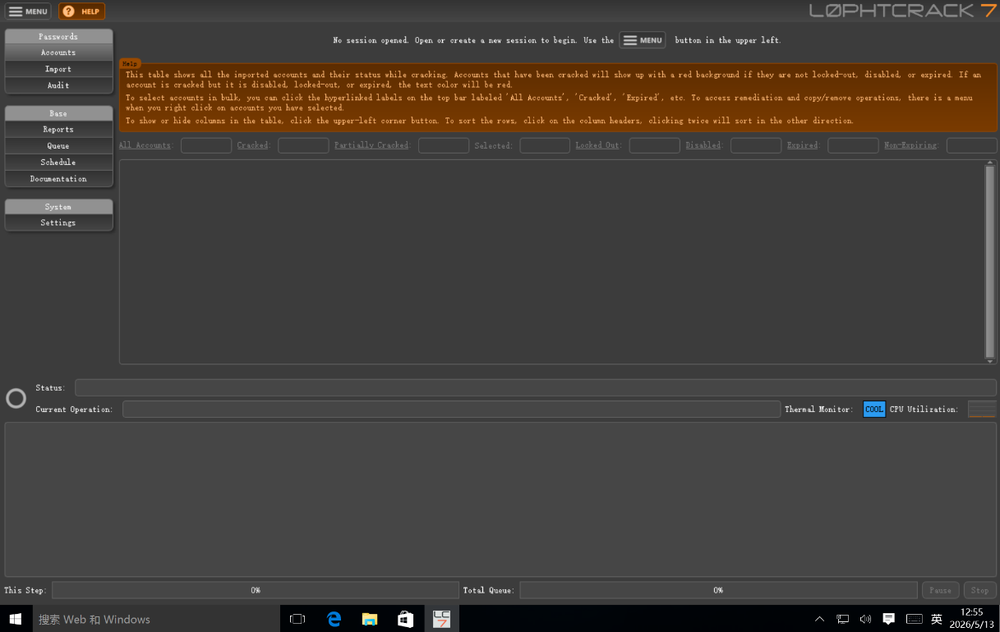 MENU
HELP
LØPHTCRACK 7
Passwords
Accounts
Import
Audit
Base
Reports
Queue
Schedule
Documentation
System
Settings
No session opened. Open or create a new session to begin. Use the MENU button in the upper left.
Help
This table shows all the imported accounts and their status while cracking. Accounts that have been cracked will show up with a red background if they are not locked-out, disabled, or expired. If an
account is cracked but it is disabled, locked-out, or expired, the text color will be red.
To select accounts in bulk, you can click the hyperlinked labels on the top bar labeled 'All Accounts', 'Cracked', 'Expired', etc. To access remediation and copy/remove operations, there is a menu
when you right click on accounts you have selected.
To show or hide columns in the table, click the upper-left corner button. To sort the rows, click on the column headers, clicking twice will sort in the other direction.
All Accounts: Cracked: Partially Cracked: Selected: Locked Out: Disabled: Expired: Non-Expiring:
Status:
Current Operation: Thermal Monitor: COOL CPU Utilization:
This Step: 0% Total Queue: 0% Pause Stop
搜索 Web 和 Windows
LC
7
英
12:55
2026/5/13